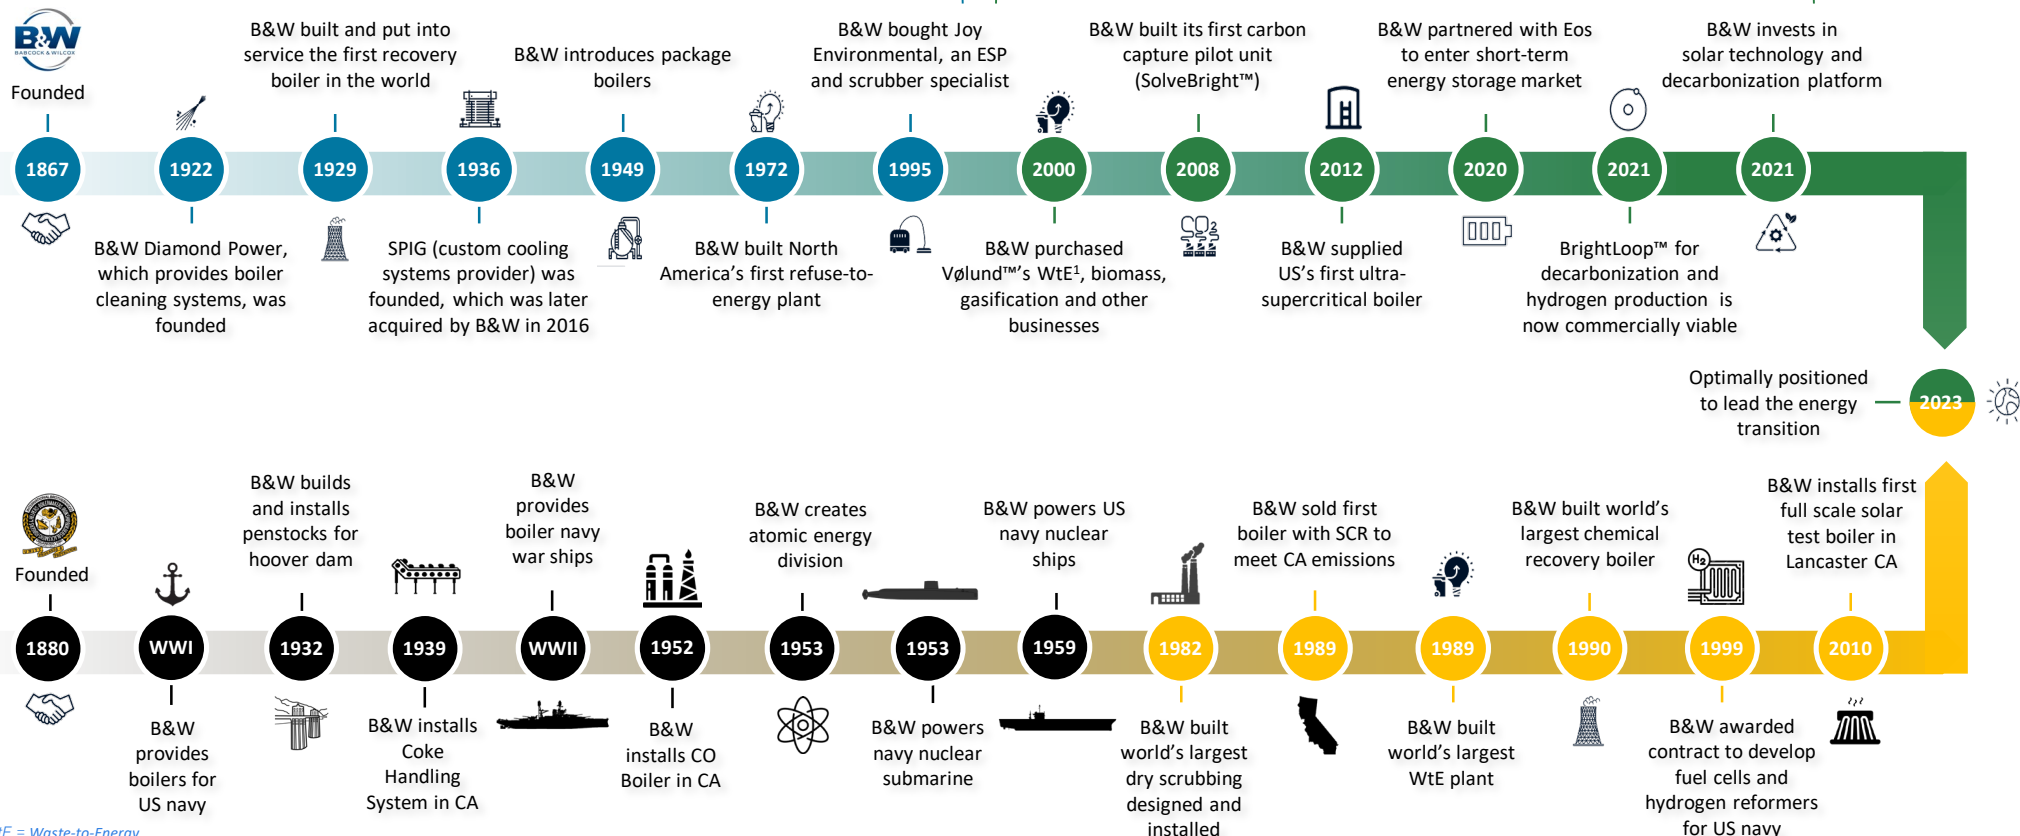 B&W
BABCOCK & WILCOX
Founded
1867
1922
B&W Diamond Power,
which provides boiler
cleaning systems, was
founded
B&W built and put into
service the first recovery
boiler in the world
1929
1936
SPIG (custom cooling
systems provider) was
founded, which was later
acquired by B&W in 2016
B&W introduces package
boilers
1949
1972
B&W built North
America's first refuse-to-
energy plant
B&W bought Joy
Environmental, an ESP
and scrubber specialist
1995
2000
B&W purchased
Vølund™'s WtE¹, biomass,
gasification and other
businesses
B&W built its first carbon
capture pilot unit
(SolveBright™)
2008
CO2
2012
B&W supplied
US's first ultra-
supercritical boiler
B&W partnered with Eos
to enter short-term
energy storage market
2020
2021
BrightLoop™ for
decarbonization and
hydrogen production is
now commercially viable
B&W invests in
solar technology and
decarbonization platform
2021
Optimally positioned
to lead the energy
transition
2023
Founded
1880
WWI
B&W
provides
boilers for
US navy
B&W builds
and installs
penstocks for
hoover dam
1932
1939
B&W installs
Coke
Handling
System in CA
B&W
provides
boiler navy
war ships
WWII
1952
B&W
installs CO
Boiler in CA
B&W creates
atomic energy
division
1953
1953
B&W powers
navy nuclear
submarine
B&W powers US
navy nuclear
ships
1959
1982
B&W built
world's largest
dry scrubbing
designed and
installed
B&W sold first
boiler with SCR to
meet CA emissions
1989
1989
B&W built
world's largest
WtE plant
B&W built world's
largest chemical
recovery boiler
1990
H2
1999
B&W awarded
contract to develop
fuel cells and
hydrogen reformers
for US navy
B&W installs first
full scale solar
test boiler in
Lancaster CA
2010
= Waste-to-Energy